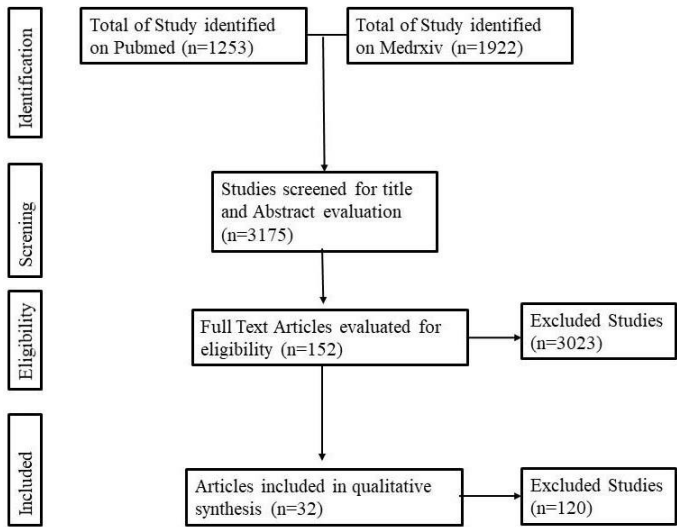 Identification
Total of Study identified
on Pubmed (n=1253)
Total of Study identified
on Medrxiv (n=1922)
Screning
Studies screened for title
and Abstract evaluation
(n=3175)
Eligibility
Full Text Articles evaluated for
eligibility (n=152)
Excluded Studies
(n=3023)
Included
Articles included in qualitative
synthesis (n=32)
Excluded Studies
(n=120)